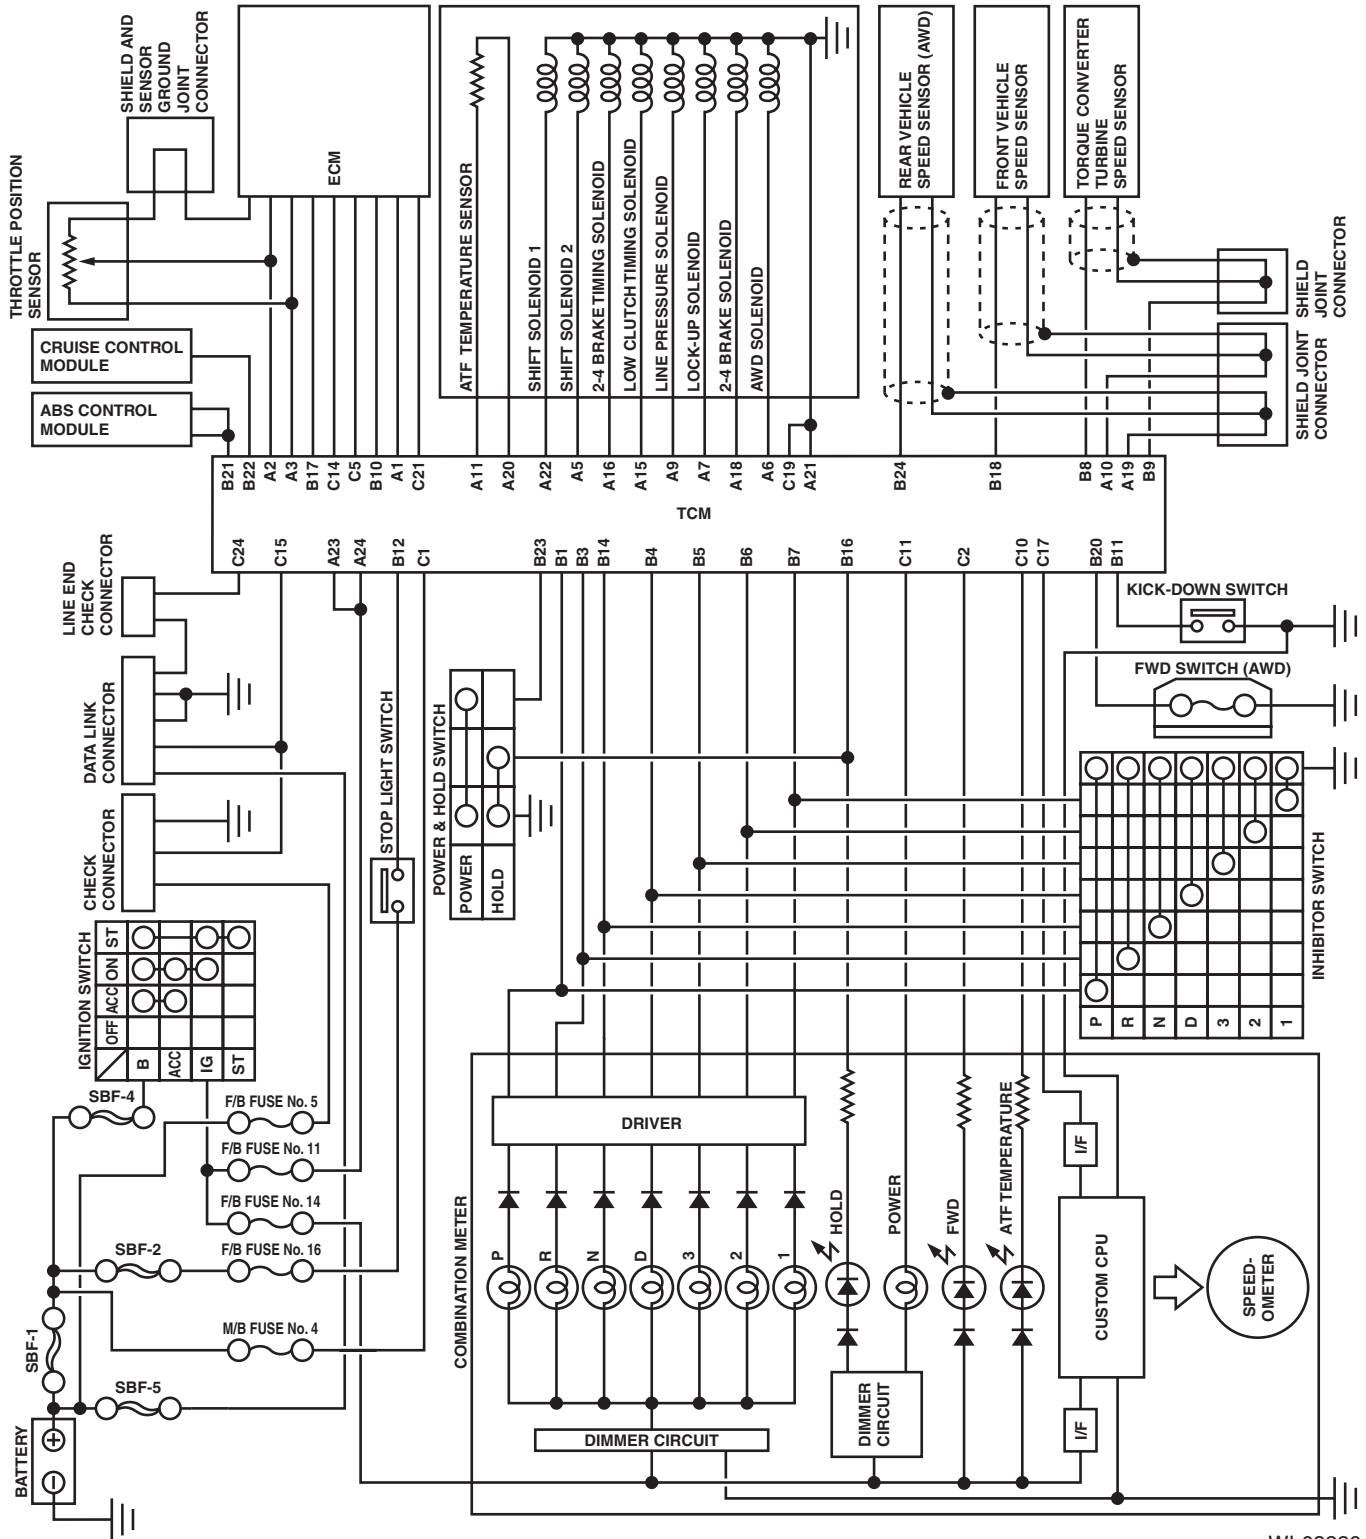 SHIELD AND
SENSOR
GROUND
JOINT
CONNECTOR
THROTTLE POSITION
SENSOR
ECM
CRUISE CONTROL
MODULE
ABS CONTROL
MODULE
ATF TEMPERATURE SENSOR
SHIFT SOLENOID 1
SHIFT SOLENOID 2
2-4 BRAKE TIMING SOLENOID
LOW CLUTCH TIMING SOLENOID
LINE PRESSURE SOLENOID
LOCK-UP SOLENOID
2-4 BRAKE SOLENOID
AWD SOLENOID
REAR VEHICLE
SPEED SENSOR (AWD)
FRONT VEHICLE
SPEED SENSOR
TORQUE CONVERTER
TURBINE
SPEED SENSOR
SHIELD
JOINT
CONNECTOR
SHIELD JOINT
CONNECTOR
B21
B22
A2
A3
B17
C14
C5
B10
A1
C21
A11
A20
A22
A5
A16
A15
A9
A7
A18
A6
C19
A21
B24
B18
B8
A10
A19
B9
TCM
C24
C15
A23
A24
B12
C1
B23
B1
B3
B14
B4
B5
B6
B7
B16
C11
C2
C10
C17
B20
B11
LINE END
CHECK
CONNECTOR
DATA LINK
CONNECTOR
CHECK
CONNECTOR
STOP LIGHT SWITCH
POWER & HOLD SWITCH
POWER
HOLD
KICK-DOWN SWITCH
FWD SWITCH (AWD)
INHIBITOR SWITCH
P
R
N
D
3
2
1
IGNITION SWITCH
OFF
ACC
ON
ST
B
ACC
IG
ST
SBF-4
F/B FUSE No. 5
F/B FUSE No. 11
F/B FUSE No. 14
SBF-2
F/B FUSE No. 16
SBF-1
M/B FUSE No. 4
SBF-5
BATTERY
COMBINATION METER
DRIVER
P
R
N
D
3
2
1
HOLD
POWER
FWD
ATF TEMPERATURE
I/F
CUSTOM CPU
SPEED-
OMETER
DIMMER
CIRCUIT
DIMMER CIRCUIT
I/F